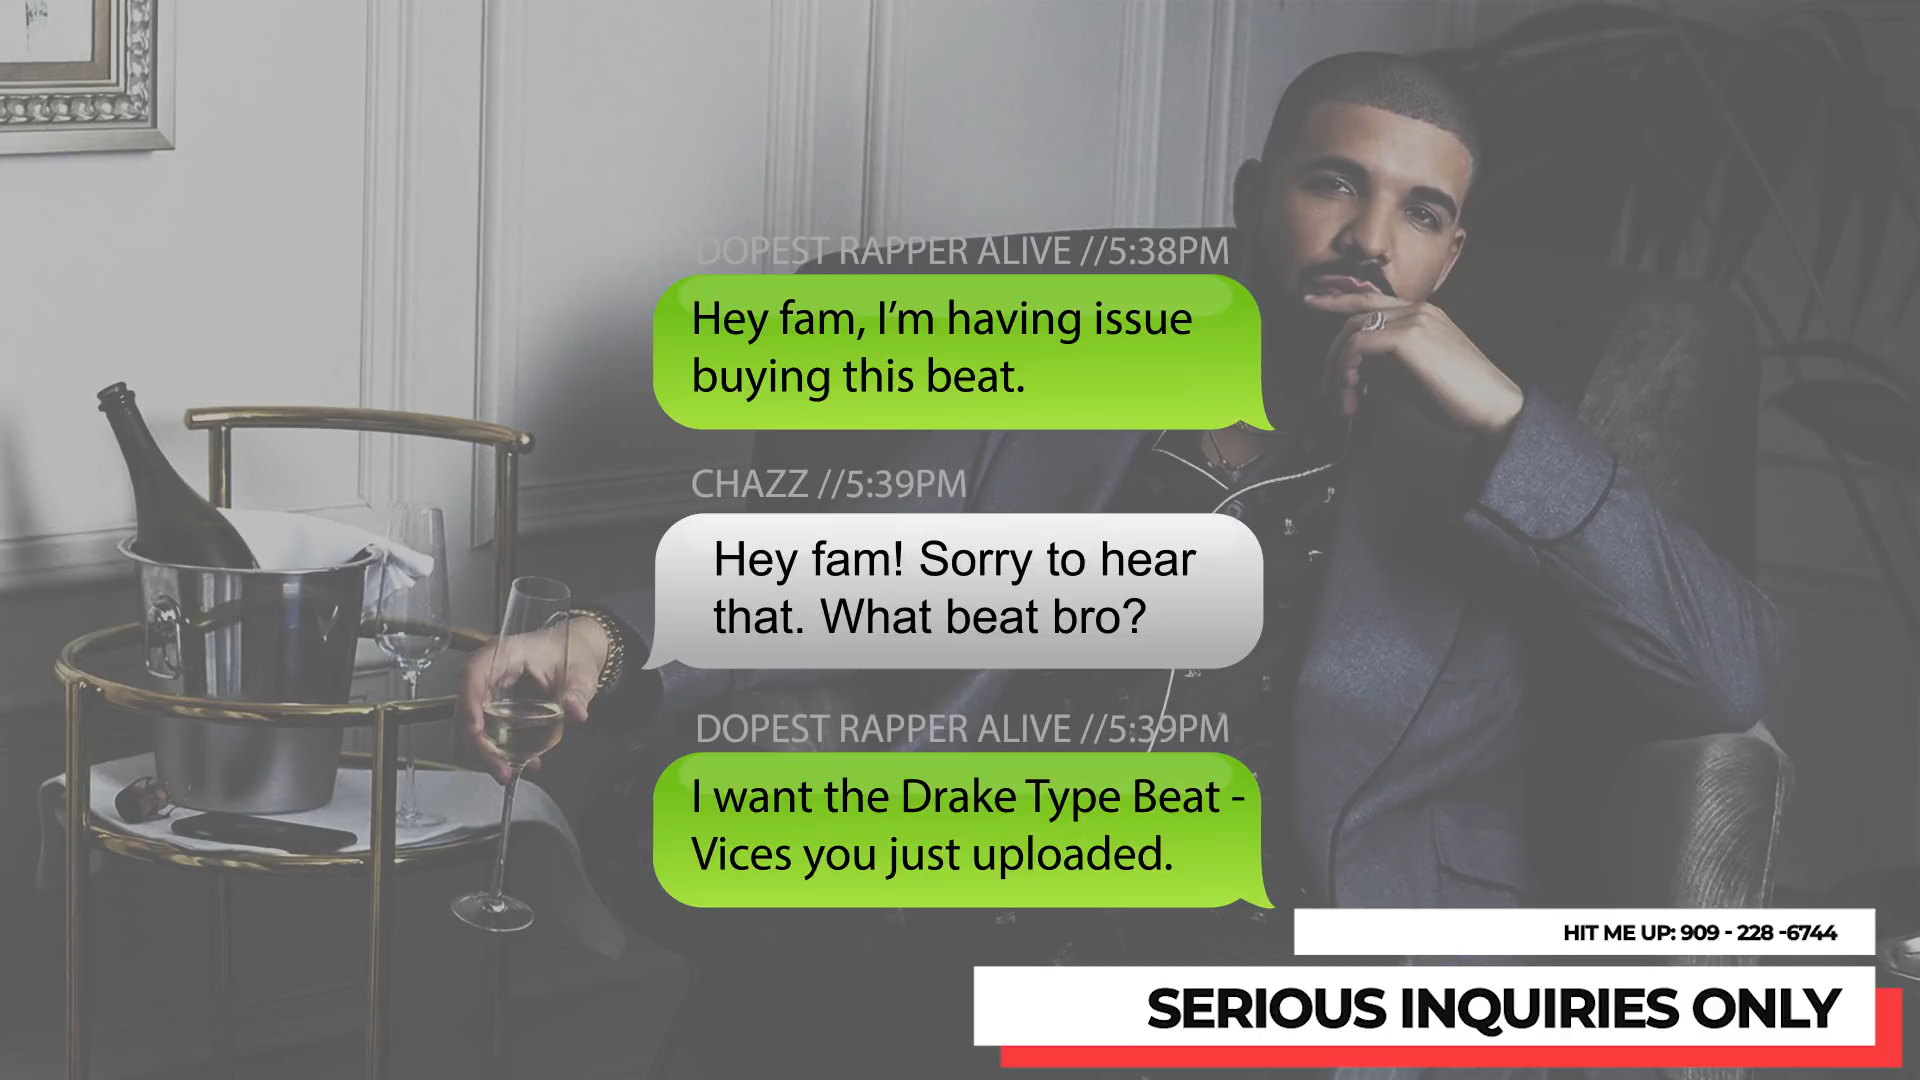 DOPEST RAPPER ALIVE //5:38PM
Hey fam, I’m having issue
buying this beat.
CHAZZ //5:39PM
Hey fam! Sorry to hear
that. What beat bro?
DOPEST RAPPER ALIVE //5:39PM
I want the Drake Type Beat -
Vices you just uploaded.
HIT ME UP: 909 - 228 -6744
SERIOUS INQUIRIES ONLY